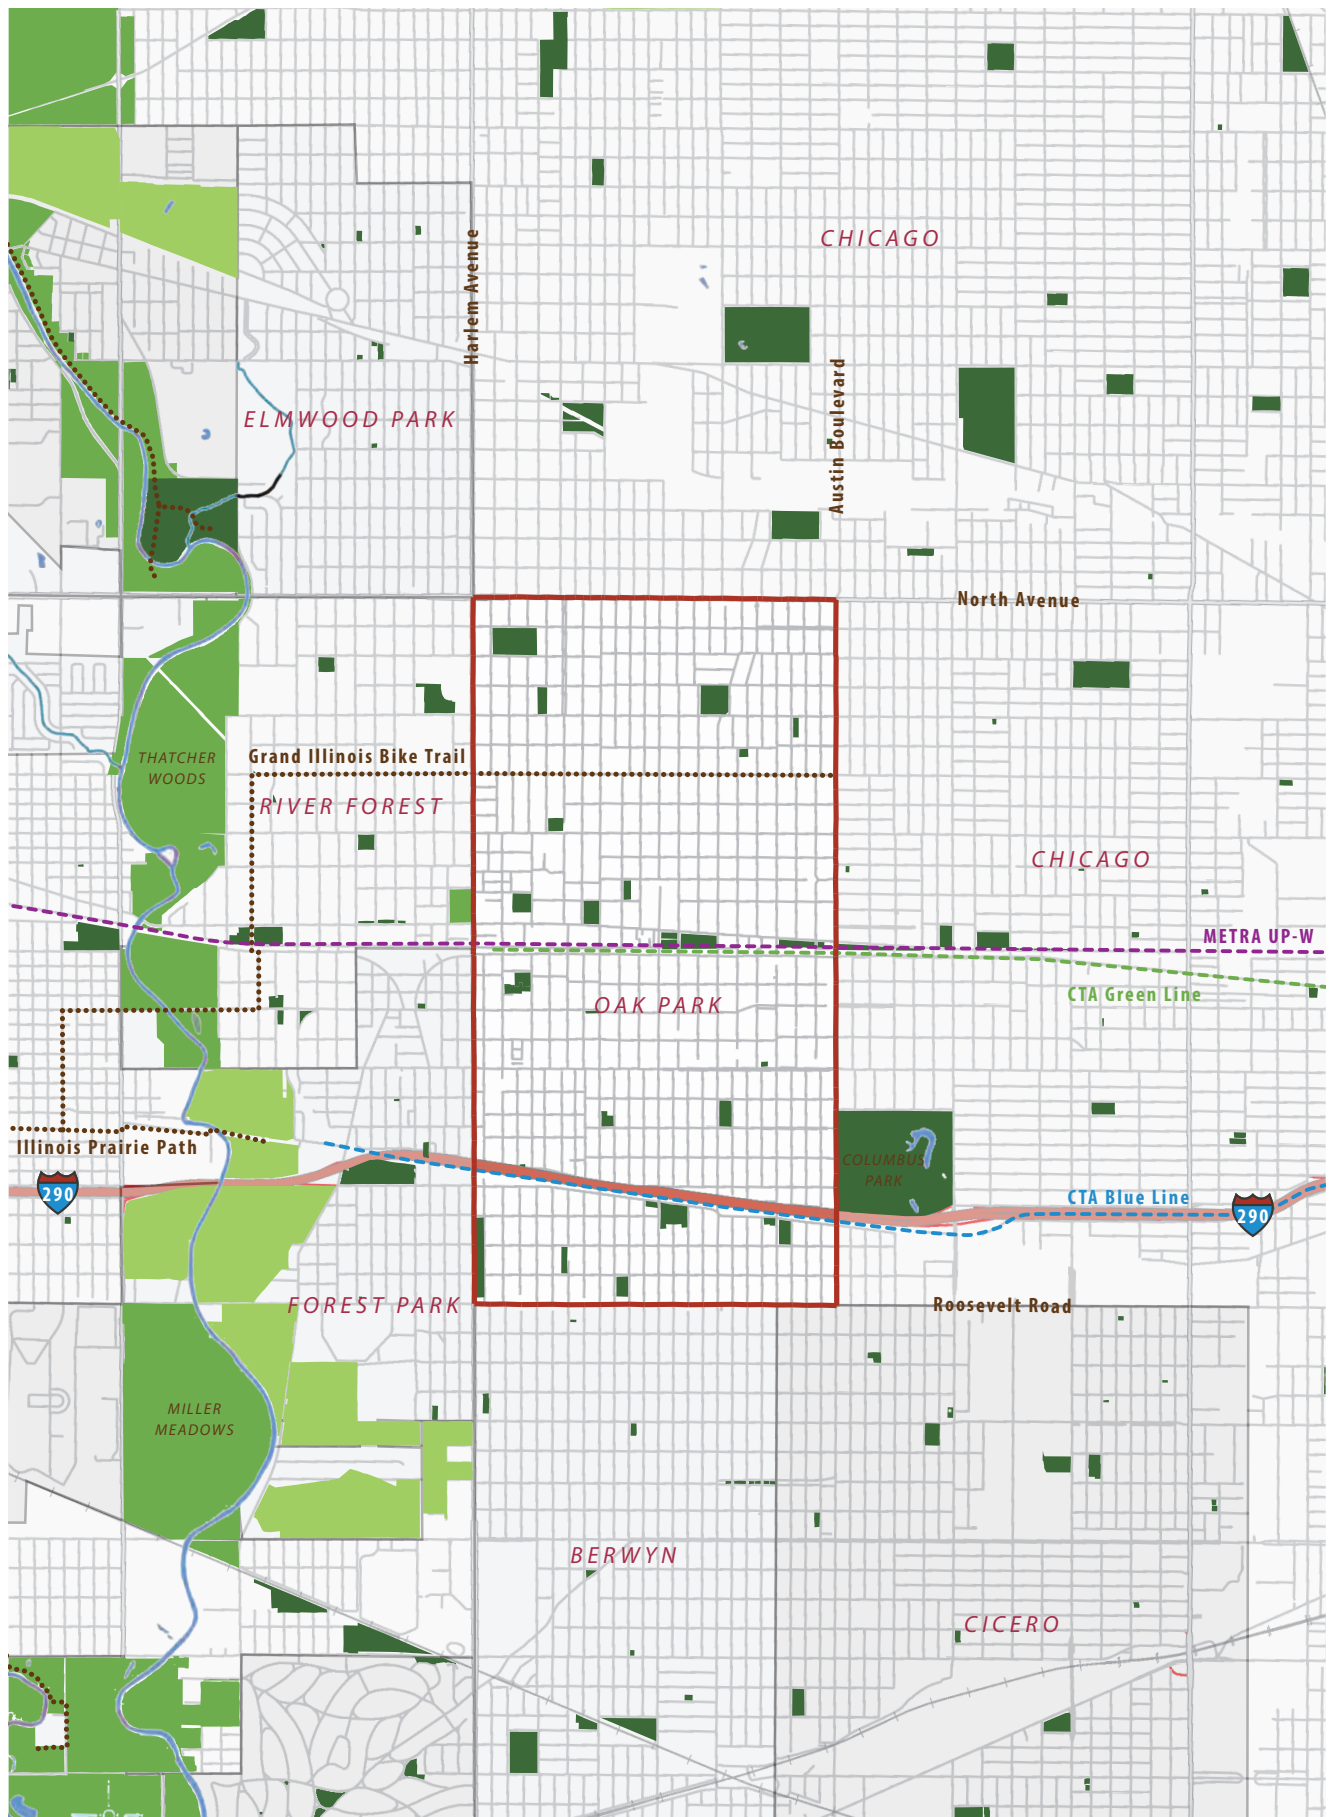 CHICAGO
Harlem Avenue
Austin Boulevard
ELMWOOD PARK
North Avenue
THATCHER
WOODS
Grand Illinois Bike Trail
RIVER FOREST
CHICAGO
METRA UP-W
CTA Green Line
OAK PARK
Illinois Prairie Path
290
COLUMBUS
PARK
CTA Blue Line
290
FOREST PARK
Roosevelt Road
MILLER
MEADOWS
BERWYN
CICERO